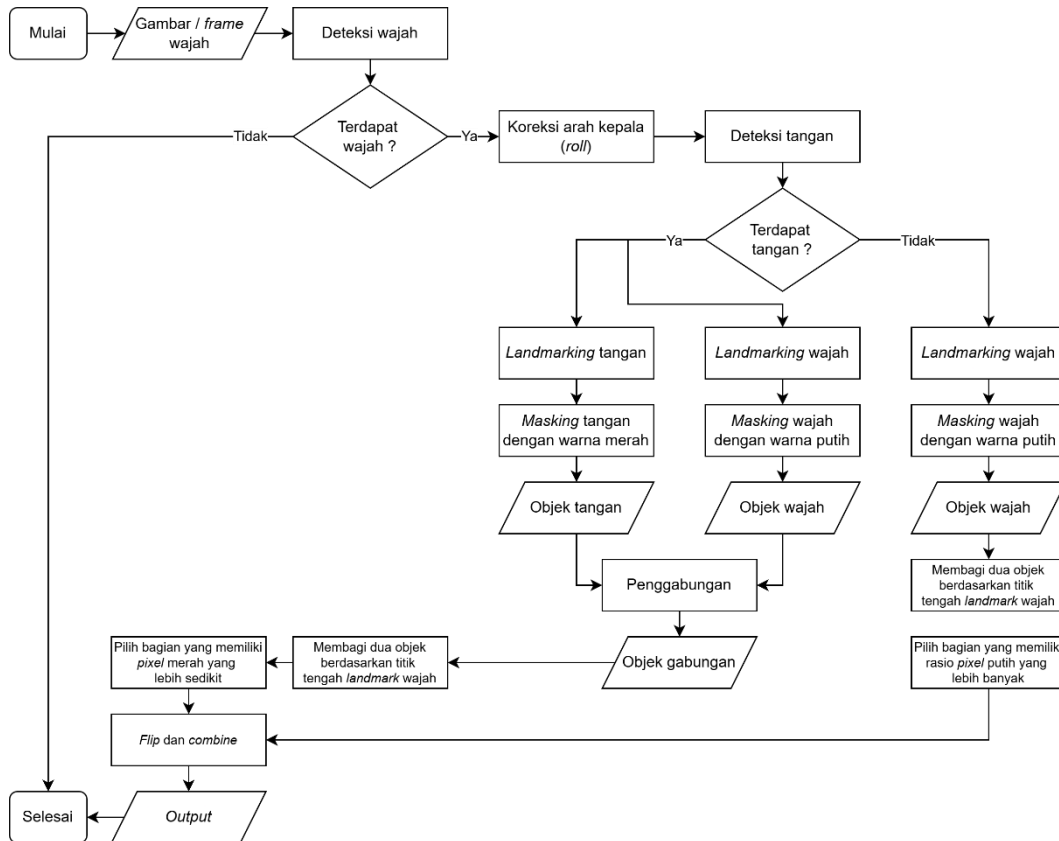 Mulai
Gambar / frame
wajah
Deteksi wajah
Terdapat
wajah ?
Tidak
Ya
Koreksi arah kepala
(roll)
Deteksi tangan
Terdapat
tangan ?
Ya
Tidak
Landmarking tangan
Landmarking wajah
Landmarking wajah
Masking tangan
dengan warna merah
Masking wajah
dengan warna putih
Masking wajah
dengan warna putih
Objek tangan
Objek wajah
Objek wajah
Penggabungan
Membagi dua objek
berdasarkan titik
tengah landmark wajah
Objek gabungan
Membagi dua objek
berdasarkan titik
tengah landmark wajah
Pilih bagian yang memiliki
pixel merah yang
lebih sedikit
Pilih bagian yang memiliki
rasio pixel putih yang
lebih banyak
Flip dan combine
Output
Selesai